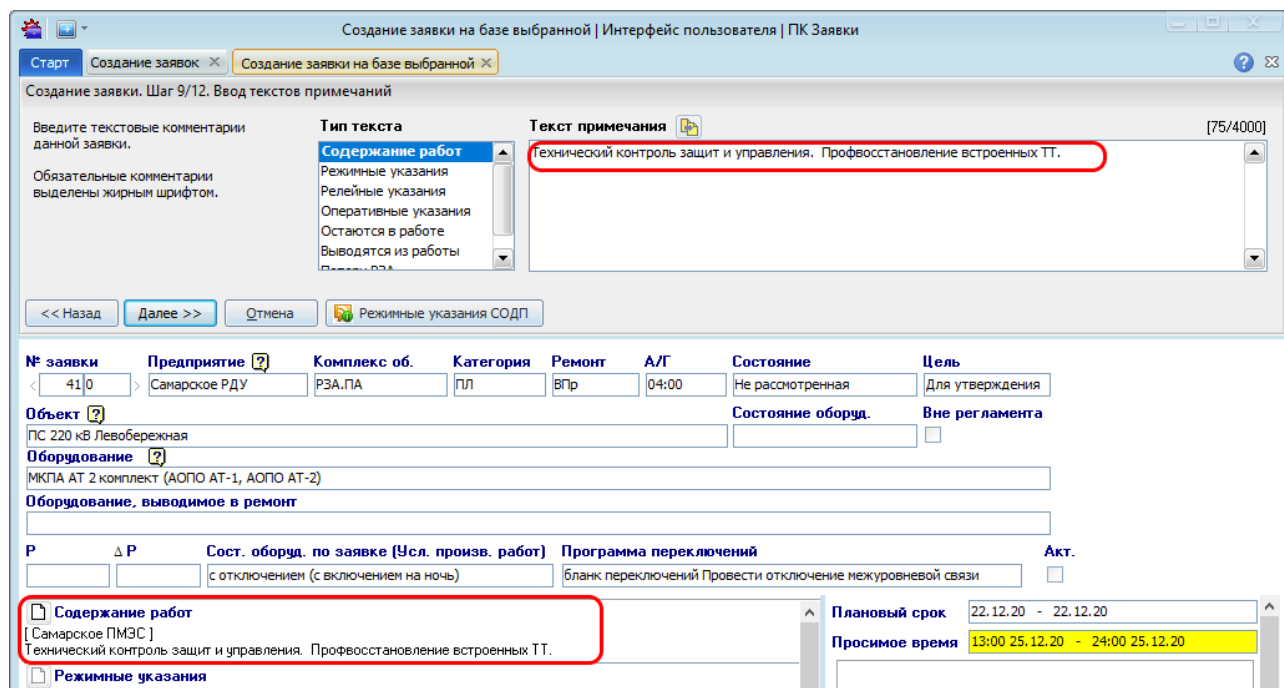 Создание заявки на базе выбранной | Интерфейс пользователя | ПК Заявки
Старт Создание заявок Создание заявки на базе выбранной
Создание заявки. Шаг 9/12. Ввод текстов примечаний
Введите текстовые комментарии
данной заявки.
Обязательные комментарии
выделены жирным шрифтом.
Тип текста
Содержание работ
Режимные указания
Релейные указания
Оперативные указания
Остаются в работе
Выводятся из работы
Текст примечания [75/4000]
Технический контроль защит и управления. Профвосстановление встроенных ТТ.
<< Назад Далее >> Отмена Режимные указания СОДП
№ заявки Предприятие Комплекс об. Категория Ремонт А/Г Состояние Цель
< 41 0 > Самарское РДУ РЗА.ПА ПЛ ВПр 04:00 Не рассмотренная Для утверждения
Объект Состояние оборуд. Вне регламента
ПС 220 кВ Левобережная
Оборудование
МКПА АТ 2 комплект (АОПО АТ-1, АОПО АТ-2)
Оборудование, выводимое в ремонт
Р Δ Р Сост. оборуд. по заявке (Усл. произв. работ) Программа переключений Акт.
с отключением (с включением на ночь) бланк переключений Провести отключение межуровневой связи
Содержание работ
[ Самарское ПМЭС ]
Технический контроль защит и управления. Профвосстановление встроенных ТТ.
Режимные указания
Плановый срок 22.12.20 - 22.12.20
Просимое время 13:00 25.12.20 - 24:00 25.12.20